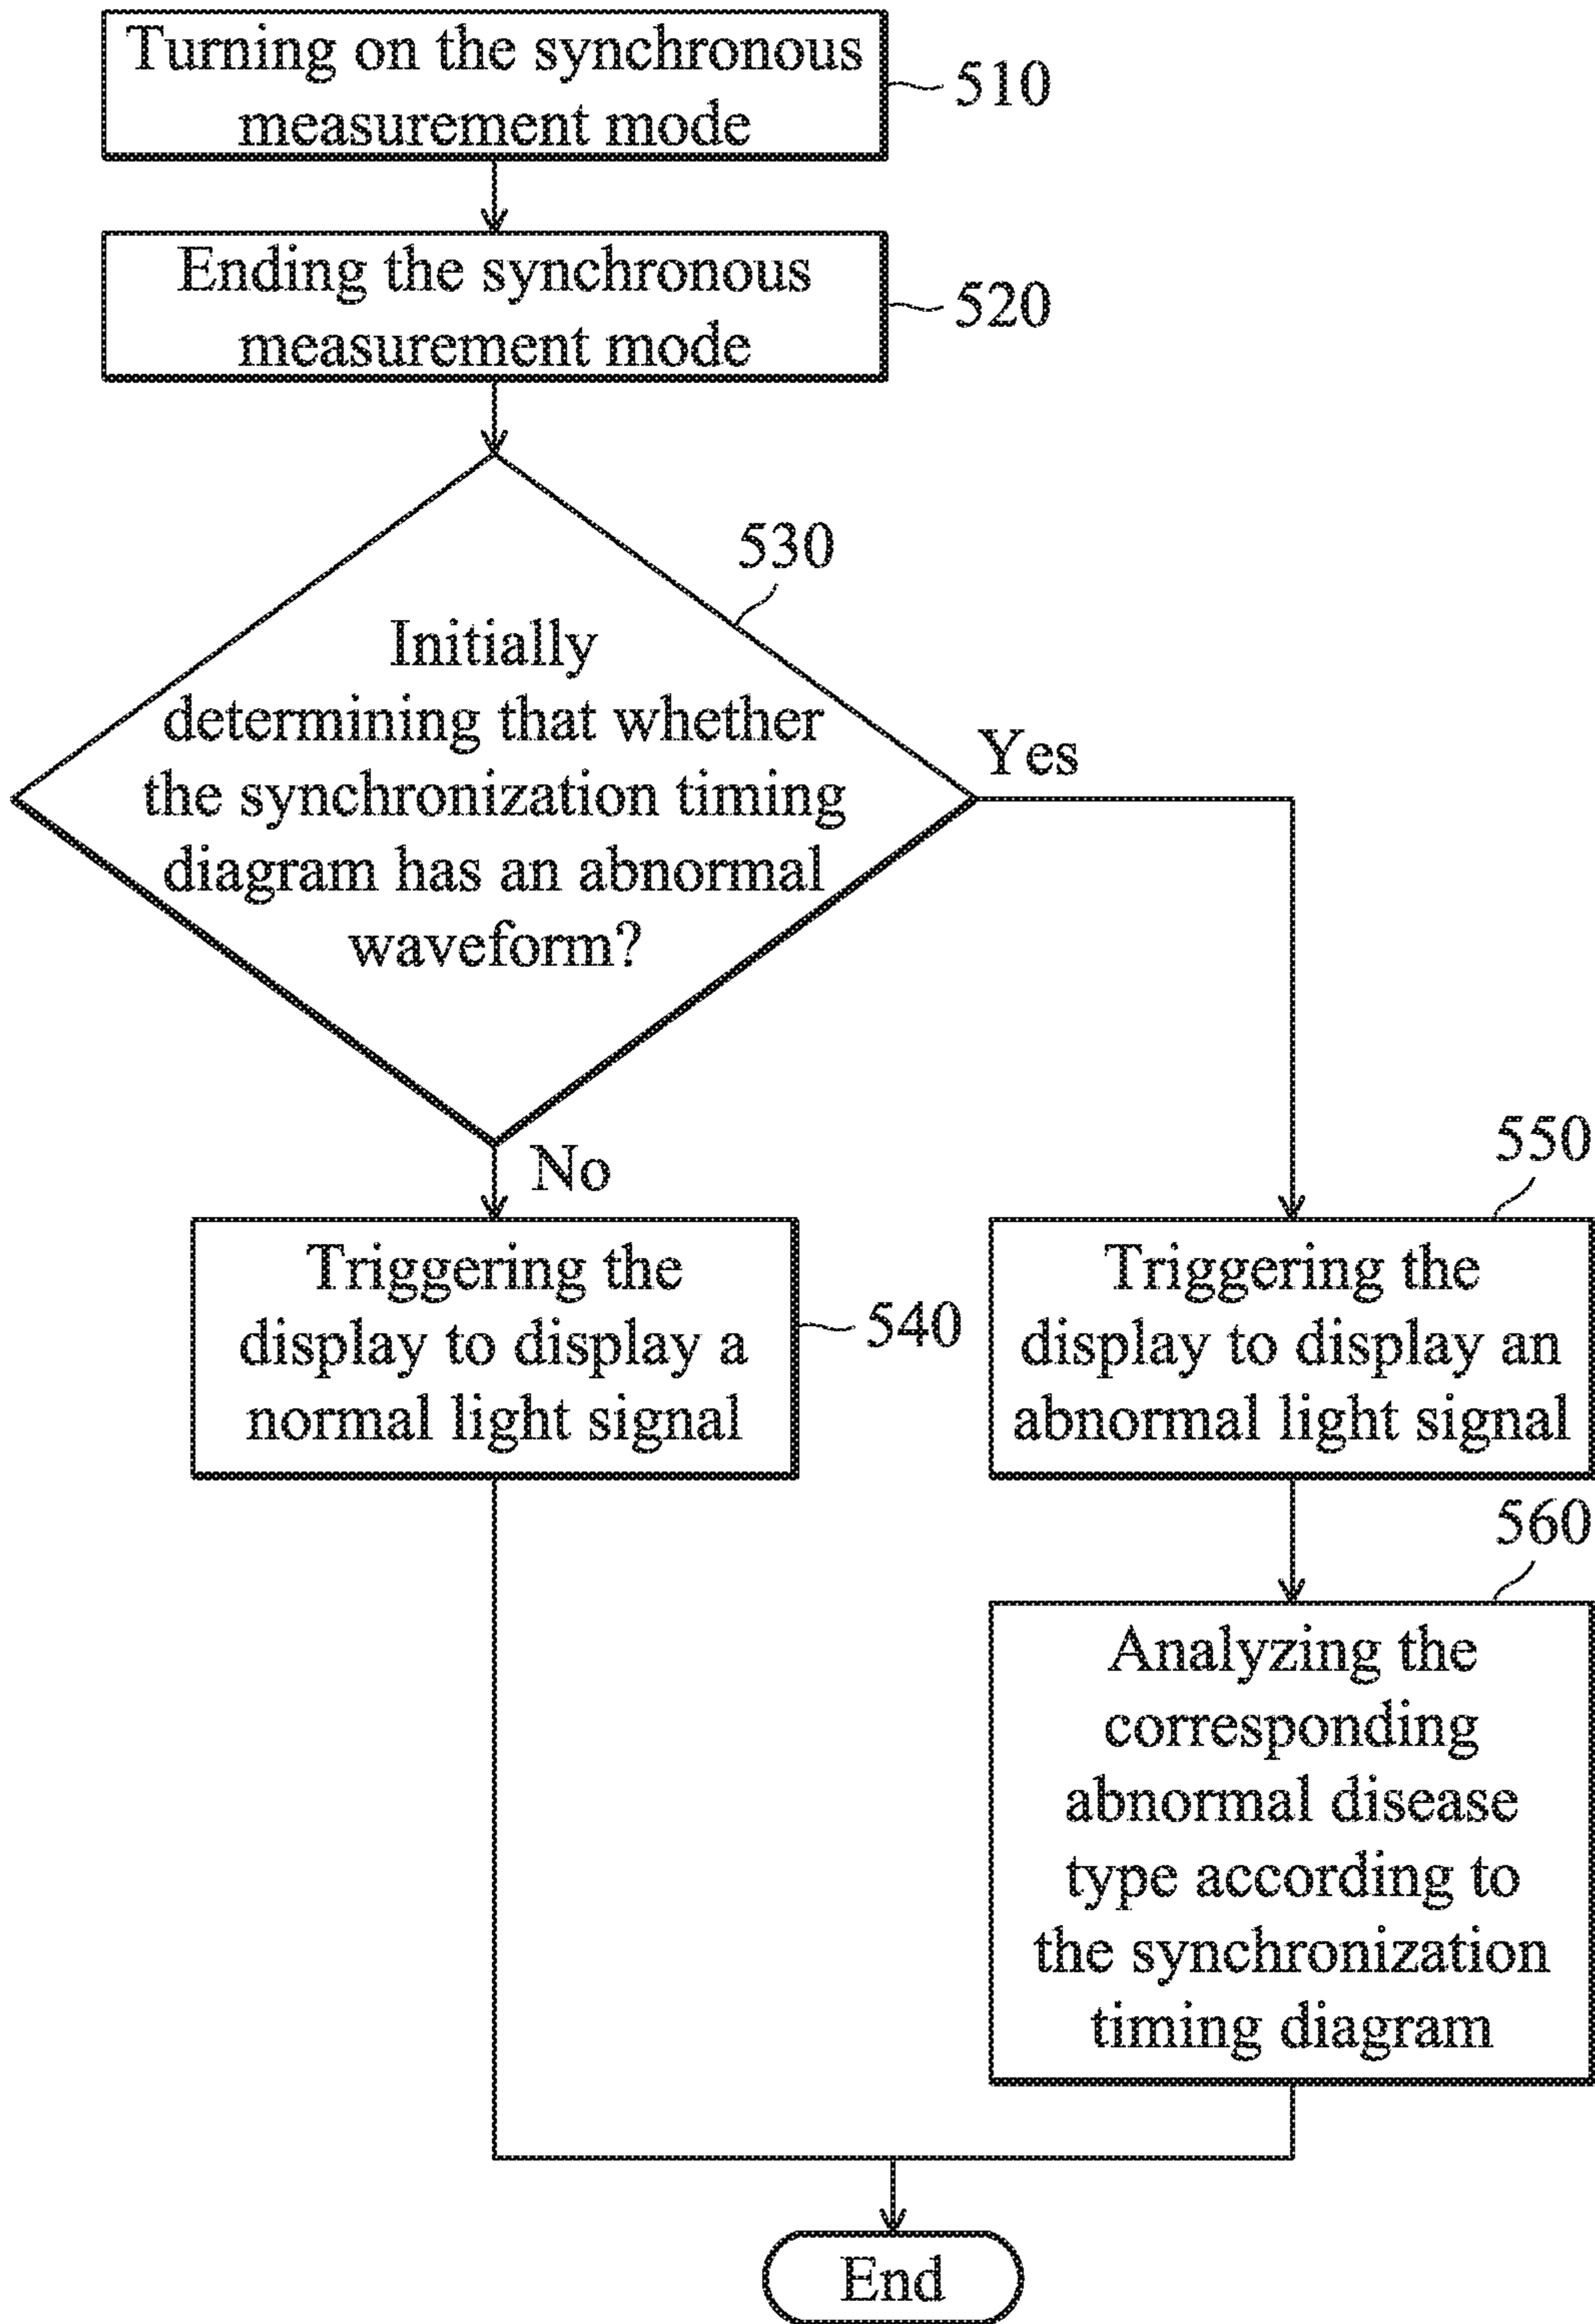 Turning on the synchronous
measurement mode
510
Ending the synchronous
measurement mode
520
530
Initially
determining that whether
the synchronization timing
diagram has an abnormal
waveform?
Yes
No
Triggering the
display to display a
normal light signal
540
550
Triggering the
display to display an
abnormal light signal
560
Analyzing the
corresponding
abnormal disease
type according to
the synchronization
timing diagram
End